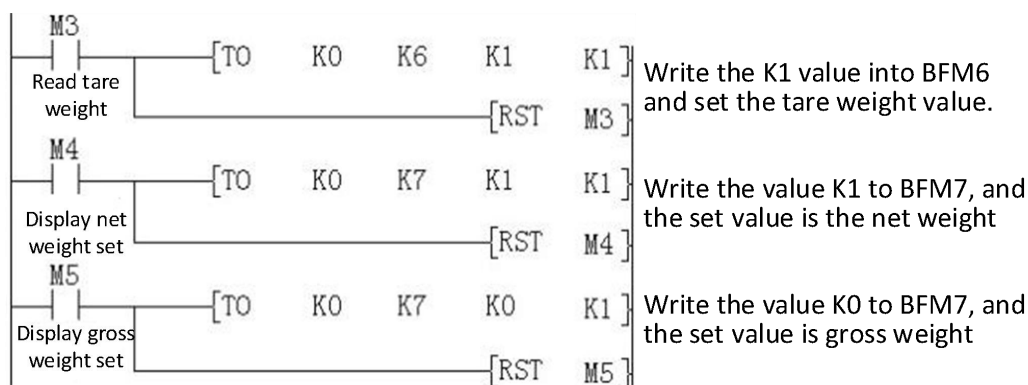 M3
[TO K0 K6 K1 K1]
Read tare
weight
Write the K1 value into BFM6
and set the tare weight value.
[RST M3]
M4
[TO K0 K7 K1 K1]
Display net
weight set
Write the value K1 to BFM7, and
the set value is the net weight
[RST M4]
M5
[TO K0 K7 K0 K1]
Display gross
weight set
Write the value K0 to BFM7, and
the set value is gross weight
[RST M5]